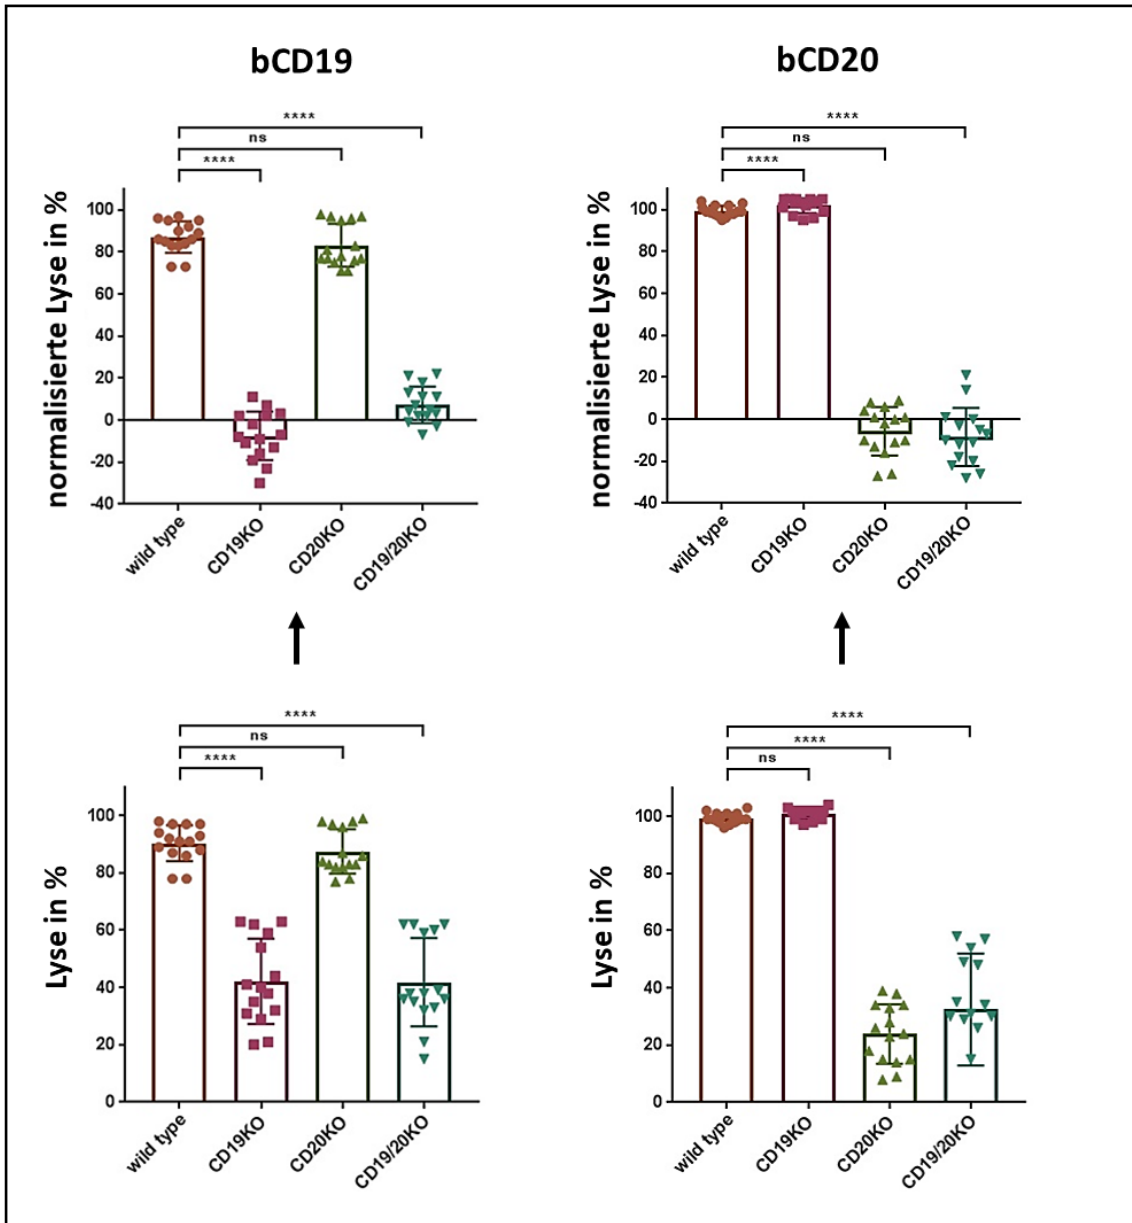 bCD19
bCD20
****
ns
****
normalisierte Lyse in %
100
80
60
40
20
0
-20
-40
wild type
CD19KO
CD20KO
CD19/20KO
****
ns
****
normalisierte Lyse in %
100
80
60
40
20
0
-20
-40
wild type
CD19KO
CD20KO
CD19/20KO
****
ns
****
Lyse in %
100
80
60
40
20
0
wild type
CD19KO
CD20KO
CD19/20KO
****
****
ns
Lyse in %
100
80
60
40
20
0
wild type
CD19KO
CD20KO
CD19/20KO